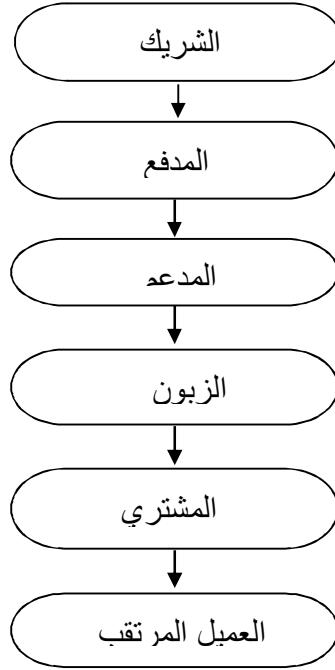 الشريك
المدفع
المدعم
الزبون
المشتري
العميل المرتقب